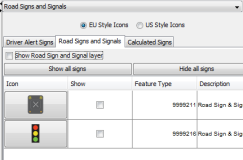 Road Signs and Signals
EU Style Icons US Style Icons
Driver Alert Signs Road Signs and Signals Calculated Signs
Show Road Sign and Signal layer
Show all signs Hide all signs
Icon Show Feature Type Description
9999211 Road Sign & Sig
9999216 Road Sign & Sig